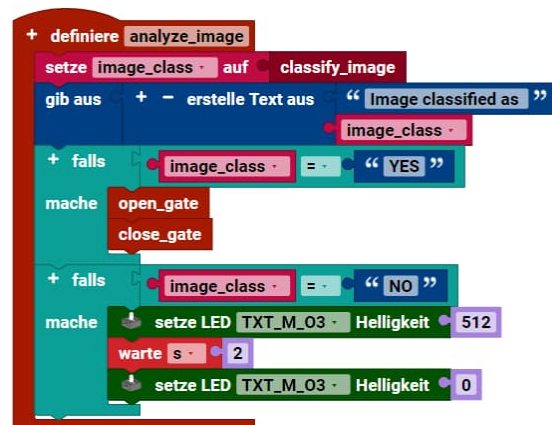 + definiere analyze_image
setze image_class auf classify_image
gib aus + − erstelle Text aus “ Image classified as ”
image_class
+ falls image_class = “ YES ”
mache open_gate
close_gate
+ falls image_class = “ NO ”
mache setze LED TXT_M_O3 Helligkeit 512
warte s 2
setze LED TXT_M_O3 Helligkeit 0